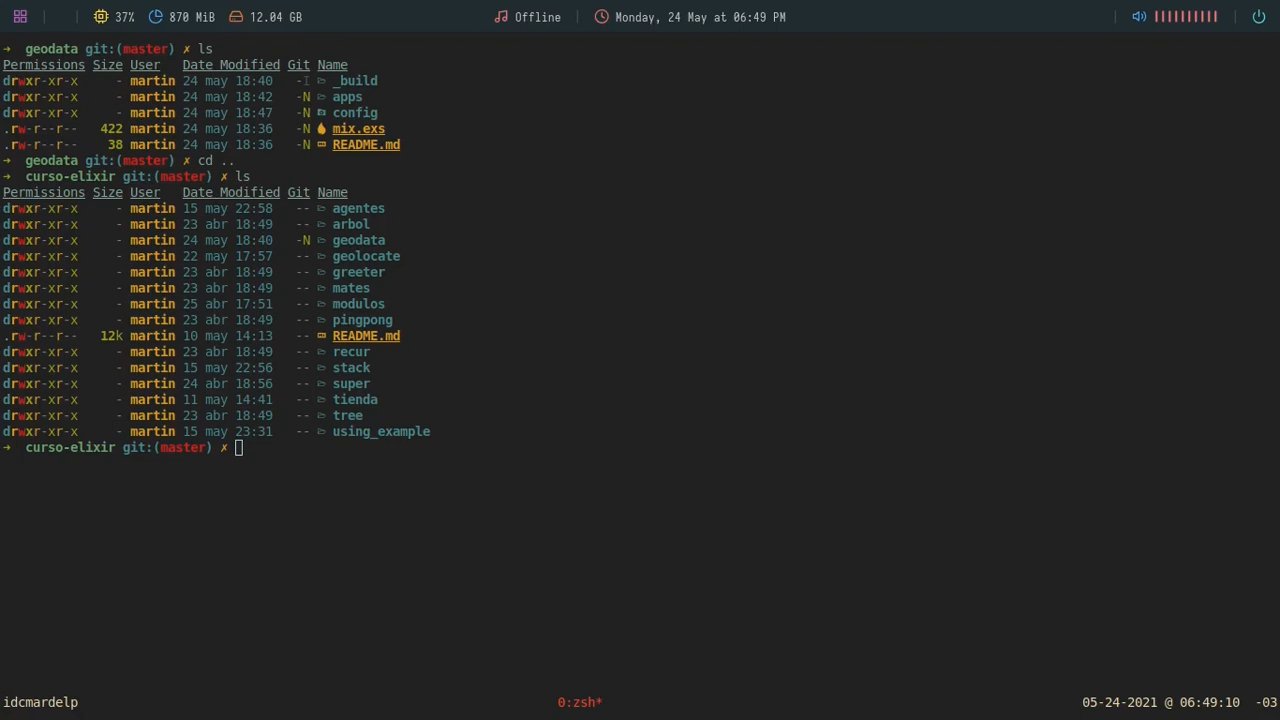 37% 870 MiB 12.04 GB Offline Monday, 24 May at 06:49 PM
➜ geodata git:(master) ✗ ls
Permissions Size User Date Modified Git Name
drwxr-xr-x - martin 24 may 18:40 -I _build
drwxr-xr-x - martin 24 may 18:42 -N apps
drwxr-xr-x - martin 24 may 18:47 -N config
.rw-r--r-- 422 martin 24 may 18:36 -N mix.exs
.rw-r--r-- 38 martin 24 may 18:36 -N README.md
➜ geodata git:(master) ✗ cd ..
➜ curso-elixir git:(master) ✗ ls
Permissions Size User Date Modified Git Name
drwxr-xr-x - martin 15 may 22:58 -- agentes
drwxr-xr-x - martin 23 abr 18:49 -- arbol
drwxr-xr-x - martin 24 may 18:40 -N geodata
drwxr-xr-x - martin 22 may 17:57 -- geolocate
drwxr-xr-x - martin 23 abr 18:49 -- greeter
drwxr-xr-x - martin 23 abr 18:49 -- mates
drwxr-xr-x - martin 25 abr 17:51 -- modulos
drwxr-xr-x - martin 23 abr 18:49 -- pingpong
.rw-r--r-- 12k martin 10 may 14:13 -- README.md
drwxr-xr-x - martin 23 abr 18:49 -- recur
drwxr-xr-x - martin 15 may 22:56 -- stack
drwxr-xr-x - martin 24 abr 18:56 -- super
drwxr-xr-x - martin 11 may 14:41 -- tienda
drwxr-xr-x - martin 23 abr 18:49 -- tree
drwxr-xr-x - martin 15 may 23:31 -- using_example
➜ curso-elixir git:(master) ✗
idcmardelp 0:zsh* 05-24-2021 @ 06:49:10 -03